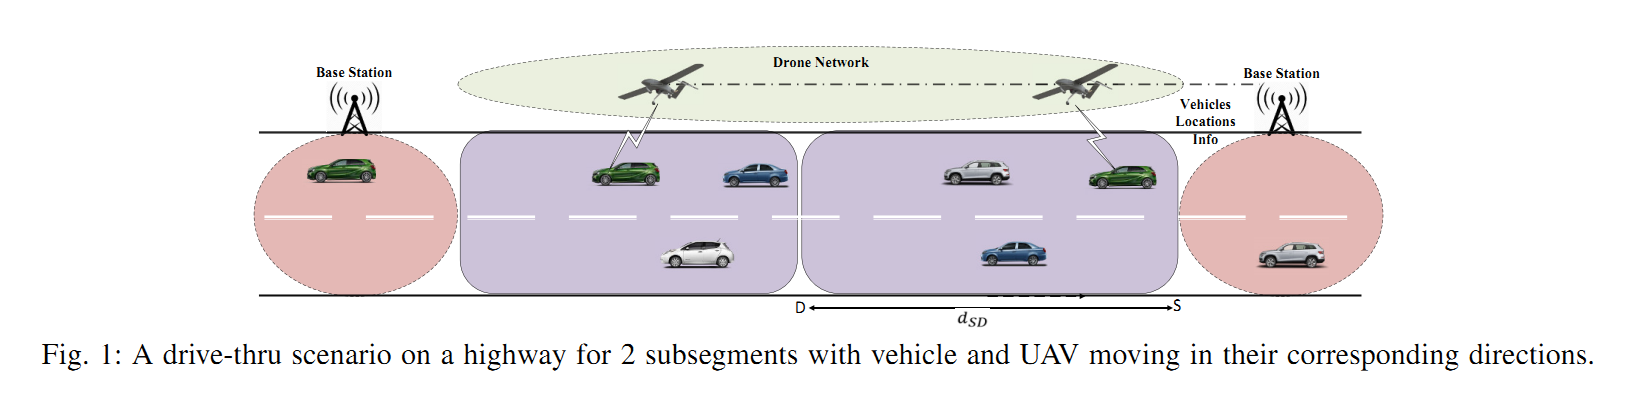 Drone Network
Base Station
Base Station
Vehicles
Locations
Info
D
S
dSD
Fig. 1: A drive-thru scenario on a highway for 2 subsegments with vehicle and UAV moving in their corresponding directions.